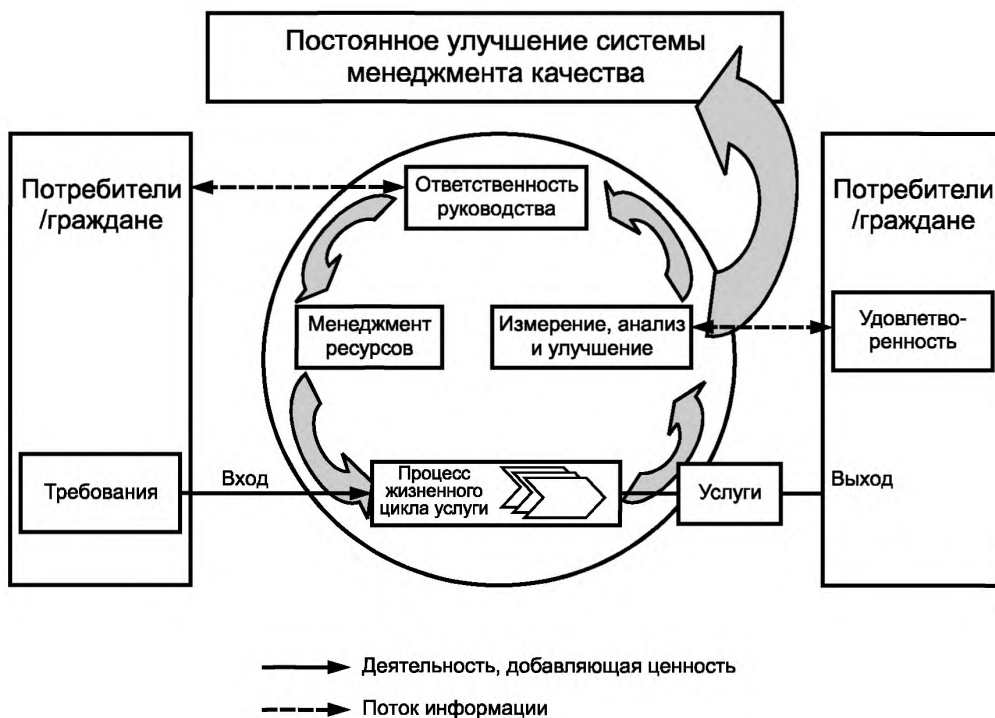 Постоянное улучшение системы
менеджмента качества
Потребители
/граждане
Ответственность
руководства
Потребители
/граждане
Менеджмент
ресурсов
Измерение, анализ
и улучшение
Удовлетво-
ренность
Требования
Вход
Процесс
жизненного
цикла услуги
Услуги
Выход
Деятельность, добавляющая ценность
Поток информации